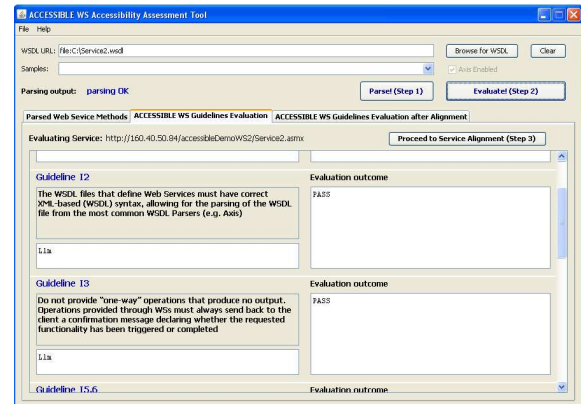 ACCESSIBLE WS Accessibility Assessment Tool
File Help
WSDL URL: file:C:\Service2.wsdl Browse for WSDL Clear
Samples: Axis Enabled
Parsing output: parsing OK Parse! (Step 1) Evaluate! (Step 2)
Parsed Web Sevice Methods ACCESSIBLE WS Guidelines Evaluation ACCESSIBLE WS Guidelines Evaluation after Alignment
Evaluating Service: http://160.40.50.84/accessibleDemoWS2/Service2.asmx Proceed to Service Alignment (Step 3)
Guideline I2 Evaluation outcome
The WSDL files that define Web Services must have correct
XML-based (WSDL) syntax, allowing for the parsing of the WSDL
file from the most common WSDL Parsers (e.g. Axis)
PASS
Llm
Guideline I3 Evaluation outcome
Do not provide "one-way" operations that produce no output.
Operations provided through WSs must always send back to the
client a confirmation message declaring whether the requested
functionality has been triggered or completed
PASS
Llm
Guideline I5.6 Evaluation outcome